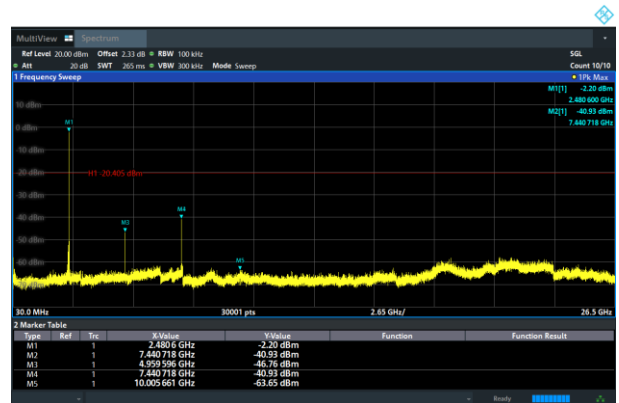 MultiView Spectrum
Ref Level 20.00 dBm Offset 2.33 dB RBW 100 kHz SGL
Att 20 dB SWT 265 ms VBW 300 kHz Mode Sweep Count 10/10
1 Frequency Sweep 1Pk Max
M1[1] -2.20 dBm
2.480 600 GHz
M2[1] -40.93 dBm
7.440 718 GHz
10 dBm
M1
0 dBm
-10 dBm
-20 dBm
H1 -20.405 dBm
-30 dBm
M4
-40 dBm
M3
-50 dBm
M5
-60 dBm
30.0 MHz 30001 pts 2.65 GHz/ 26.5 GHz
2 Marker Table
Type Ref Trc X-Value Y-Value Function Function Result
M1 1 2.480 6 GHz -2.20 dBm
M2 1 7.440 718 GHz -40.93 dBm
M3 1 4.959 596 GHz -46.76 dBm
M4 1 7.440 718 GHz -40.93 dBm
M5 1 10.005 661 GHz -63.65 dBm
Ready